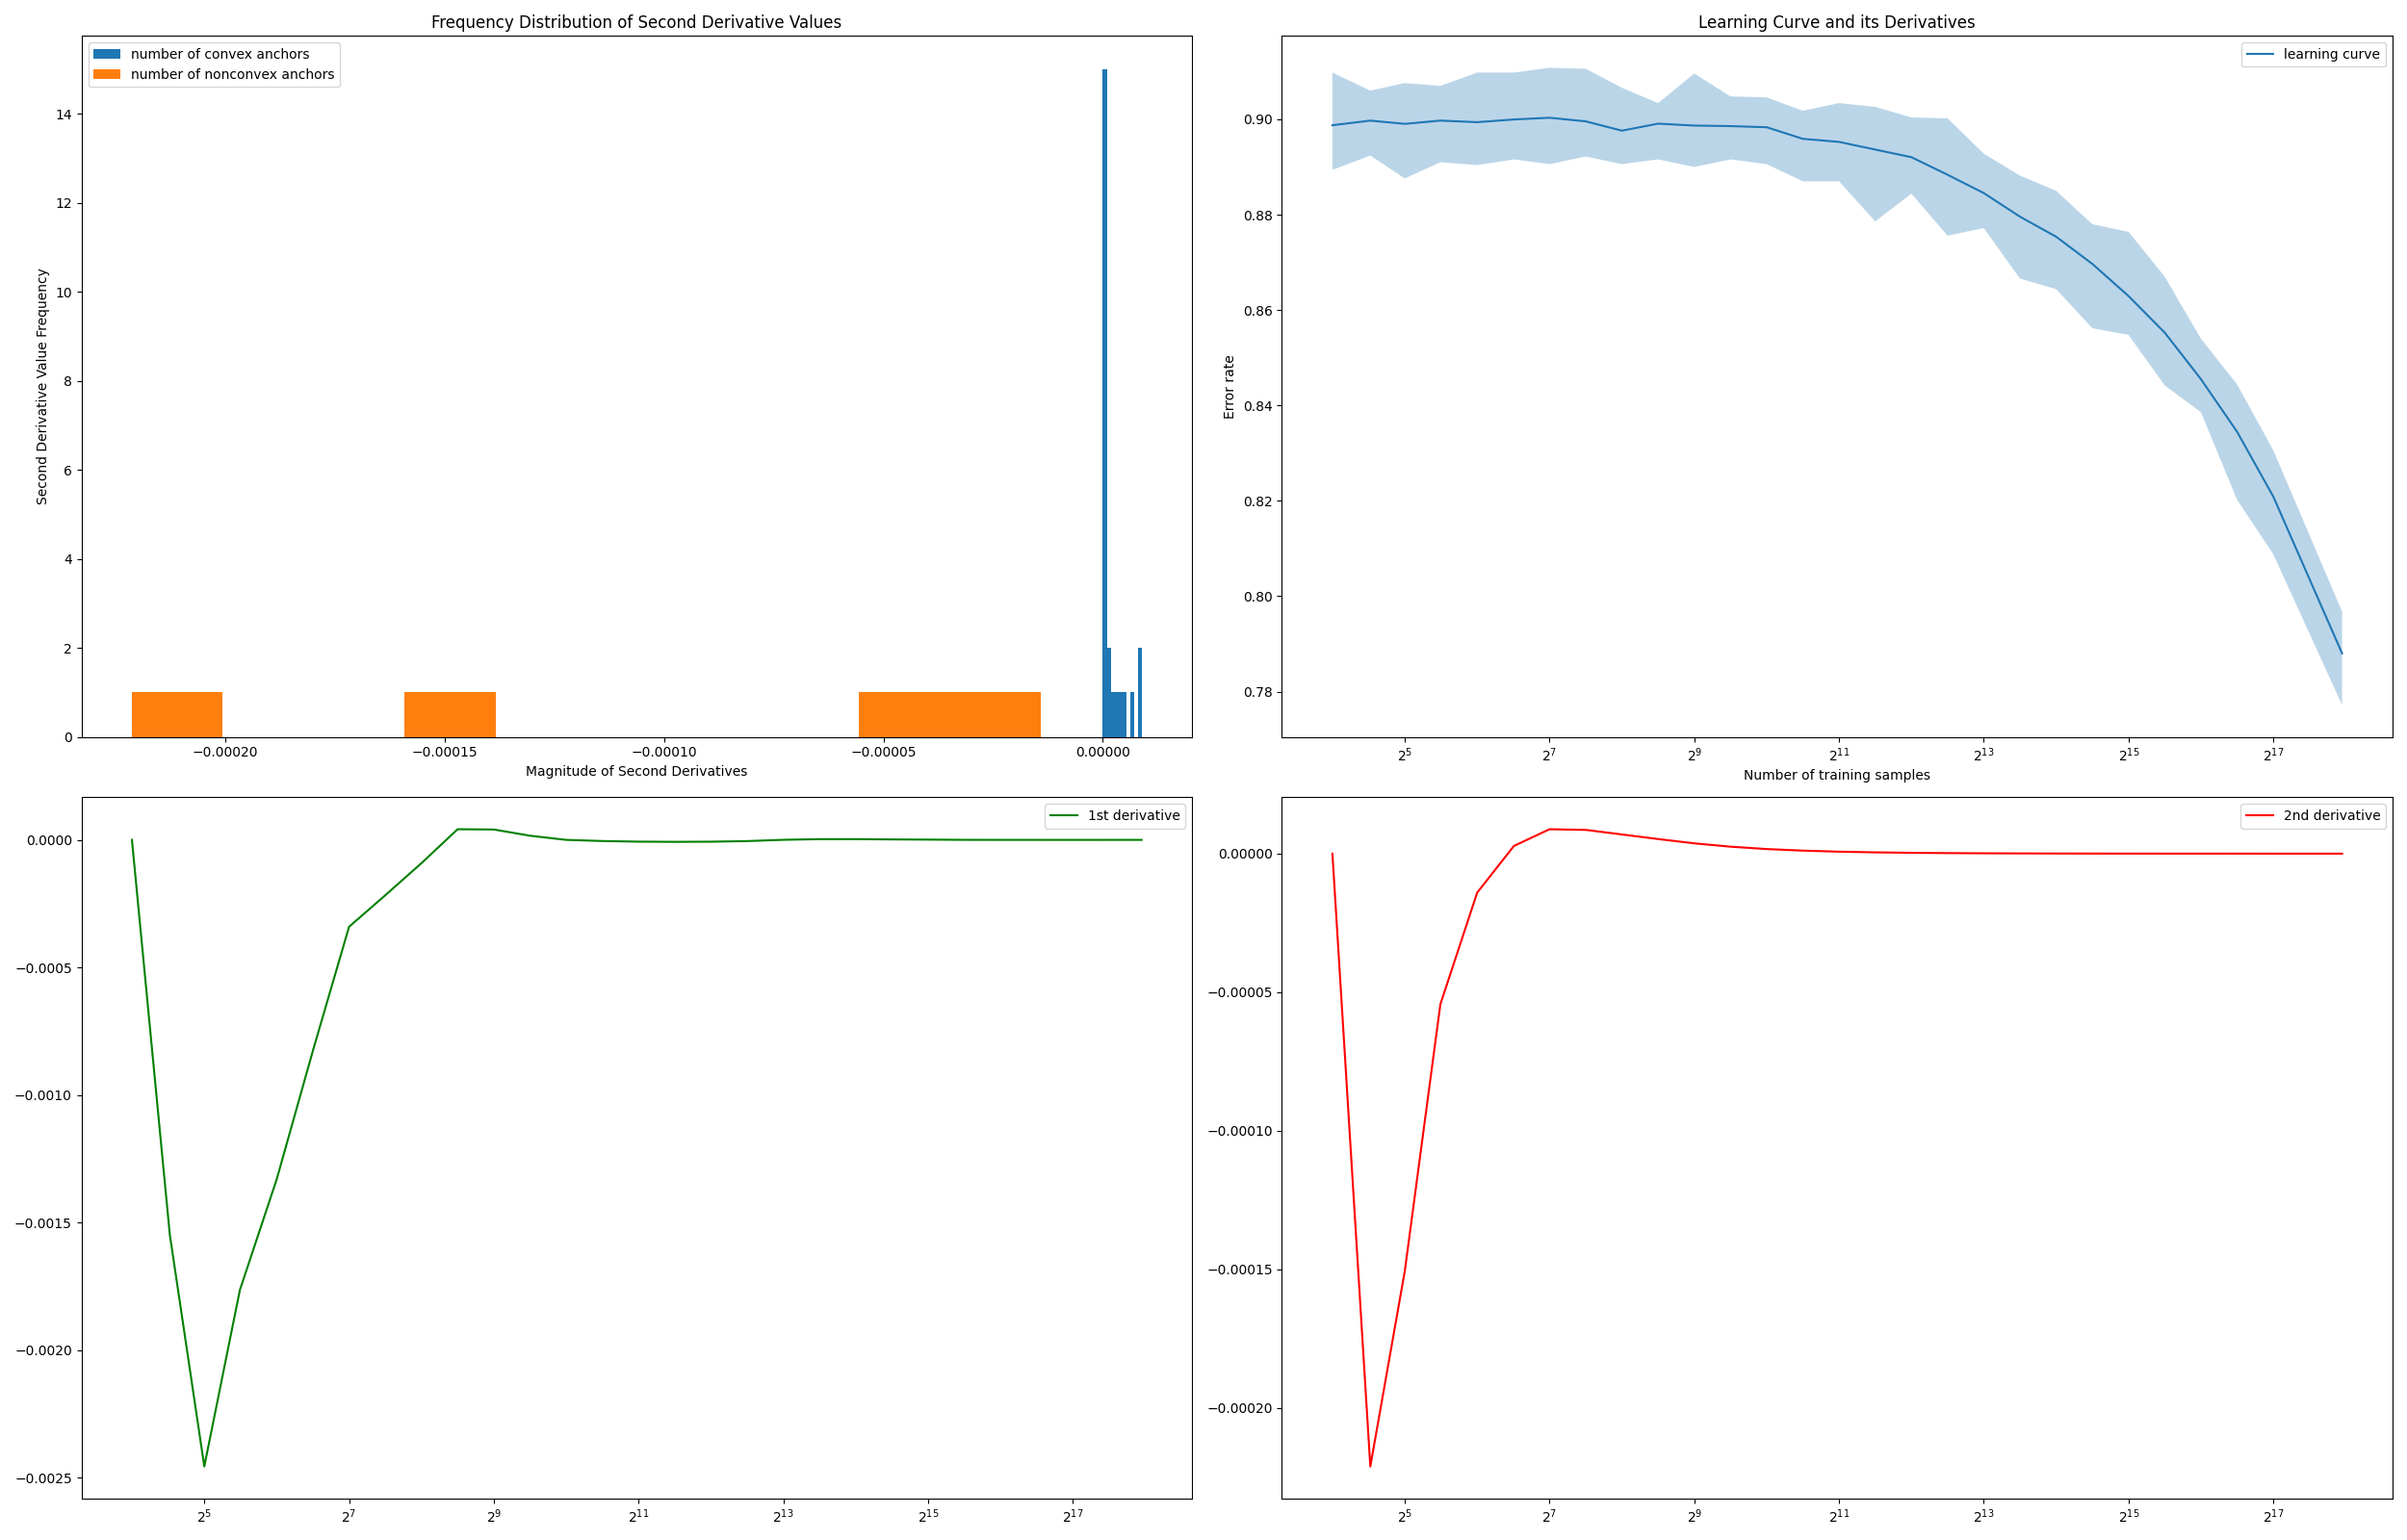 Frequency Distribution of Second Derivative Values
number of convex anchors
number of nonconvex anchors
Second Derivative Value Frequency
14
12
10
8
6
4
2
0
−0.00020 −0.00015 −0.00010 −0.00005 0.00000
Magnitude of Second Derivatives
Learning Curve and its Derivatives
learning curve
Error rate
0.90
0.88
0.86
0.84
0.82
0.80
0.78
2^5 2^7 2^9 2^11 2^13 2^15 2^17
Number of training samples
1st derivative
0.0000
−0.0005
−0.0010
−0.0015
−0.0020
−0.0025
2^5 2^7 2^9 2^11 2^13 2^15 2^17
2nd derivative
0.00000
−0.00005
−0.00010
−0.00015
−0.00020
2^5 2^7 2^9 2^11 2^13 2^15 2^17